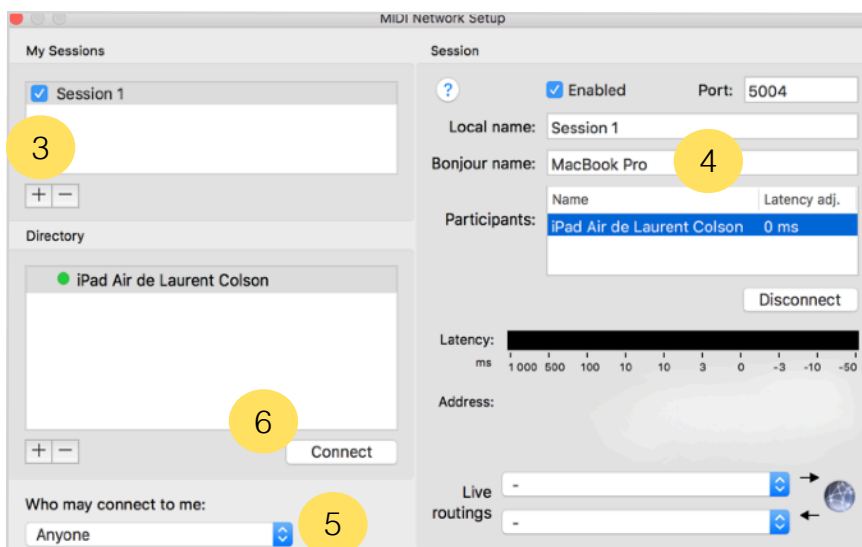 MIDI Network Setup
My Sessions
Session 1
3
+ −
Directory
iPad Air de Laurent Colson
6
+ −
Connect
Who may connect to me:
5
Anyone
Session
?
Enabled
Port: 5004
Local name: Session 1
4
Bonjour name: MacBook Pro
Name Latency adj.
Participants: iPad Air de Laurent Colson 0 ms
Disconnect
Latency:
ms 1 000 500 100 10 10 3 0 -3 -10 -50
Address:
Live routings
-
-